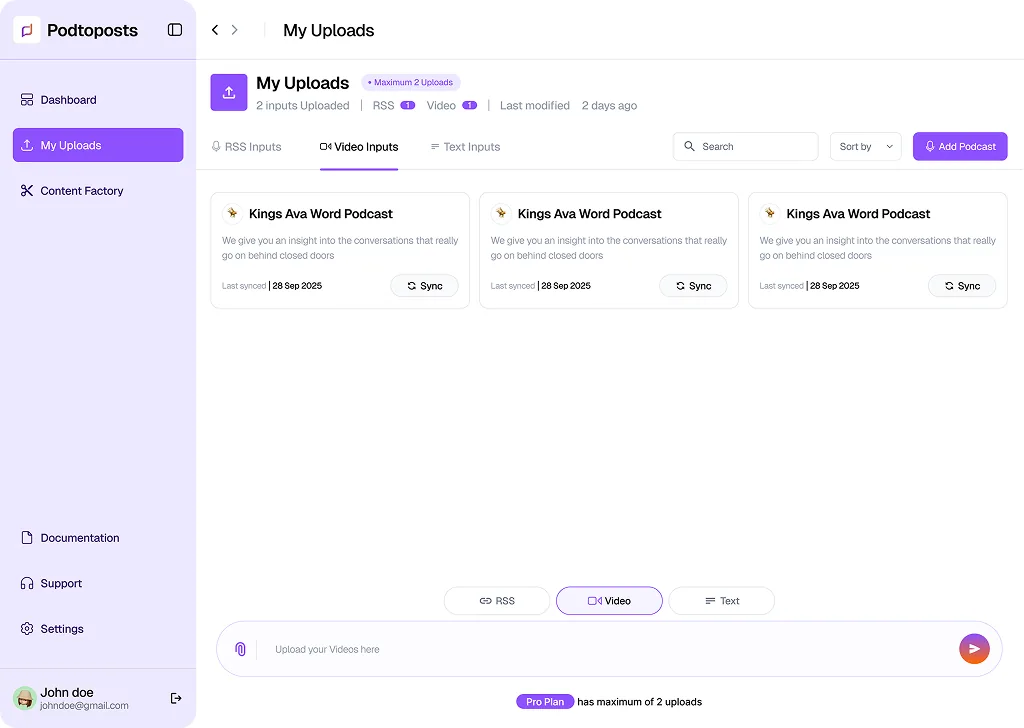 Podtoposts
My Uploads
Dashboard
My Uploads
Content Factory
Documentation
Support
Settings
John doe
johndoe@gmail.com
My Uploads
• Maximum 2 Uploads
2 inputs Uploaded | RSS 1 Video 1 | Last modified 2 days ago
RSS Inputs Video Inputs Text Inputs
Search
Sort by
Add Podcast
Kings Ava Word Podcast
We give you an insight into the conversations that really
go on behind closed doors
Last synced | 28 Sep 2025 Sync
Kings Ava Word Podcast
We give you an insight into the conversations that really
go on behind closed doors
Last synced | 28 Sep 2025 Sync
Kings Ava Word Podcast
We give you an insight into the conversations that really
go on behind closed doors
Last synced | 28 Sep 2025 Sync
RSS Video Text
Upload your Videos here
Pro Plan has maximum of 2 uploads